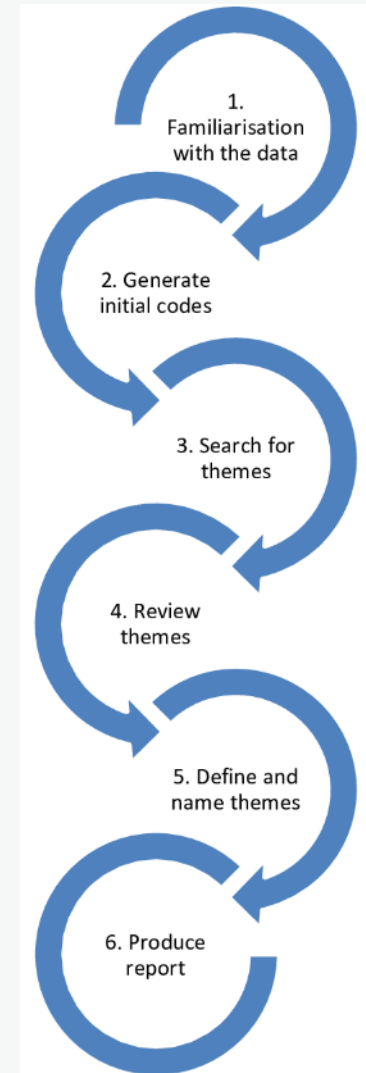 1.
Familiarisation
with the data
2. Generate
initial codes
3. Search for
themes
4. Review
themes
5. Define and
name themes
6. Produce
report